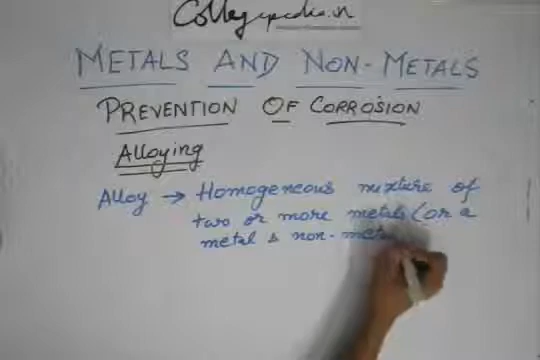 Collegepedia.in
METALS AND NON-METALS
PREVENTION OF CORROSION
Alloying
Alloy → Homogeneous mixture of
two or more metals (or a
metal & non-met